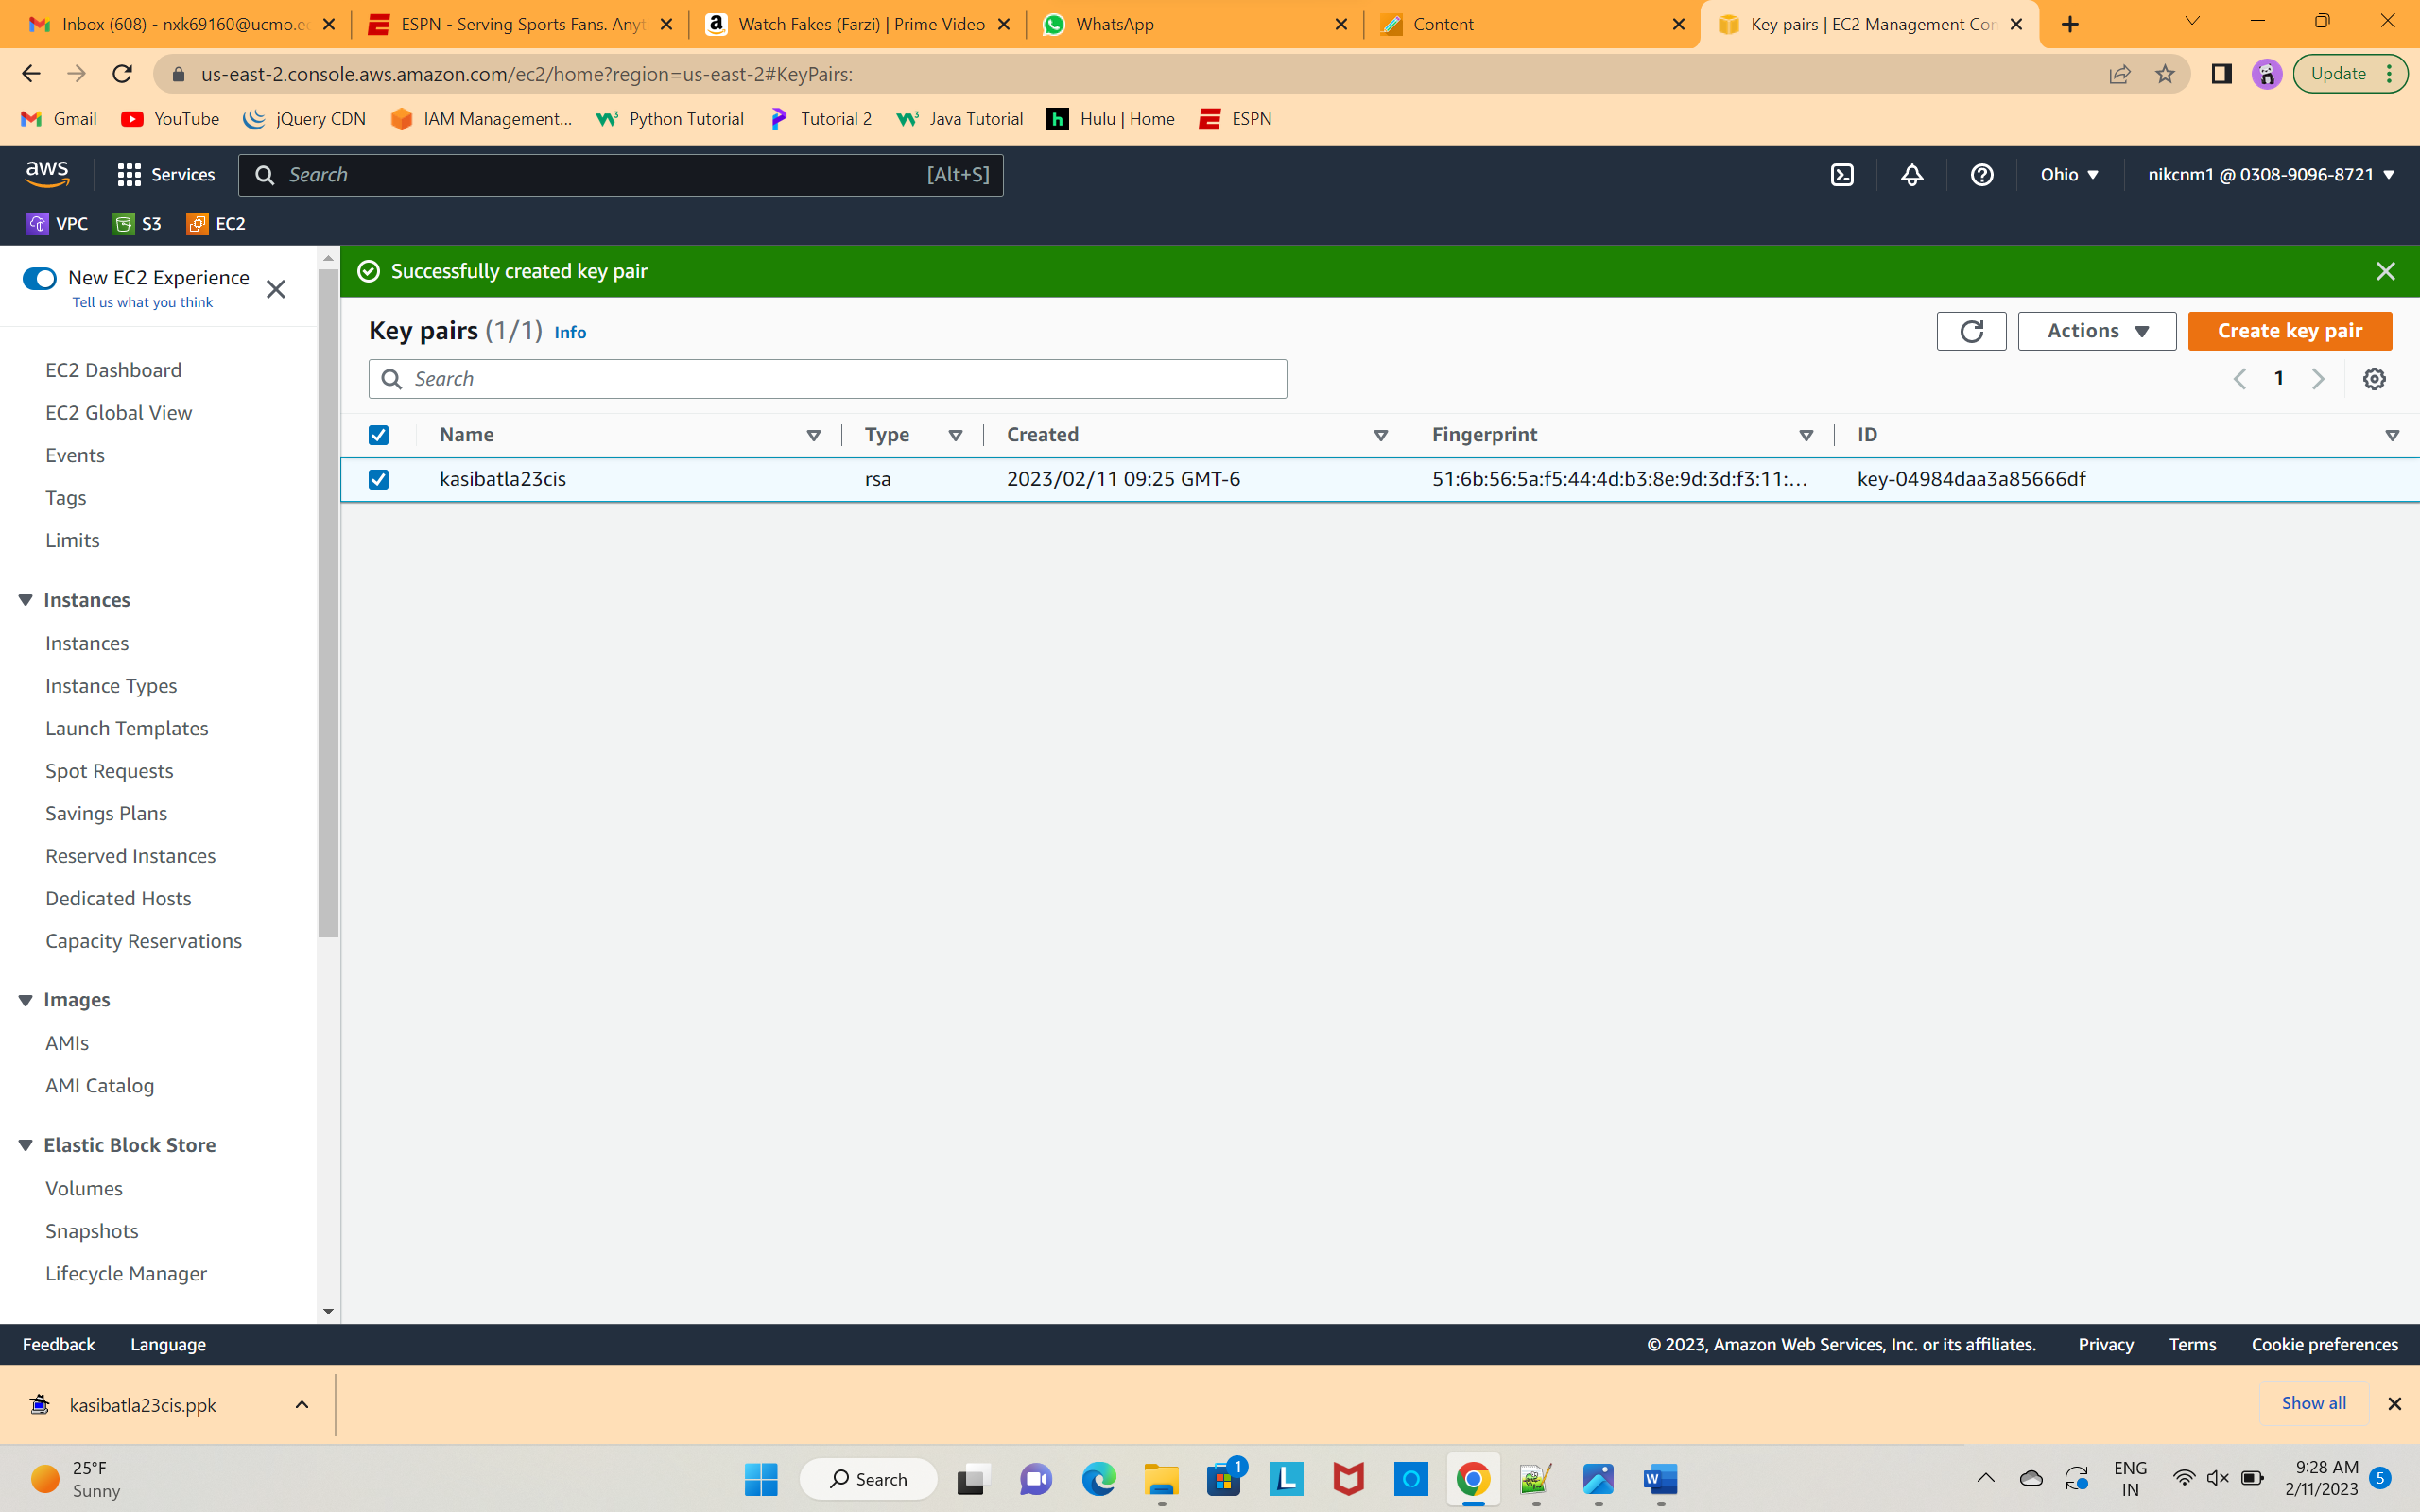 Inbox (608) - nxk69160@ucmo.e
ESPN - Serving Sports Fans. Anyt
Watch Fakes (Farzi) | Prime Video
WhatsApp
Content
Key pairs | EC2 Management Con
us-east-2.console.aws.amazon.com/ec2/home?region=us-east-2#KeyPairs:
Update
Gmail
YouTube
jQuery CDN
IAM Management...
Python Tutorial
Tutorial 2
Java Tutorial
Hulu | Home
ESPN
aws
Services
Search
[Alt+S]
Ohio
nikcnm1 @ 0308-9096-8721
VPC
S3
EC2
New EC2 Experience
Tell us what you think
Successfully created key pair
Key pairs (1/1) Info
Actions
Create key pair
Search
1
Name Type Created Fingerprint ID
kasibatla23cis rsa 2023/02/11 09:25 GMT-6 51:6b:56:5a:f5:44:4d:b3:8e:9d:3d:f3:11:... key-04984daa3a85666df
EC2 Dashboard
EC2 Global View
Events
Tags
Limits
Instances
Instances
Instance Types
Launch Templates
Spot Requests
Savings Plans
Reserved Instances
Dedicated Hosts
Capacity Reservations
Images
AMIs
AMI Catalog
Elastic Block Store
Volumes
Snapshots
Lifecycle Manager
Feedback
Language
© 2023, Amazon Web Services, Inc. or its affiliates.
Privacy
Terms
Cookie preferences
kasibatla23cis.ppk
Show all
25°F
Sunny
Search
1
ENG
IN
9:28 AM
2/11/2023
5